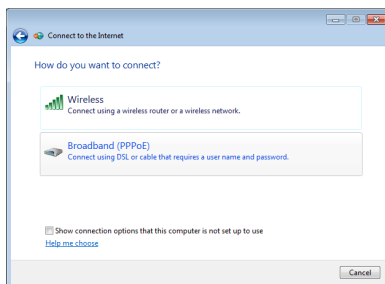 Connect to the Internet
How do you want to connect?
Wireless
Connect using a wireless router or a wireless network.
Broadband (PPPoE)
Connect using DSL or cable that requires a user name and password.
Show connection options that this computer is not set up to use
Help me choose
Cancel